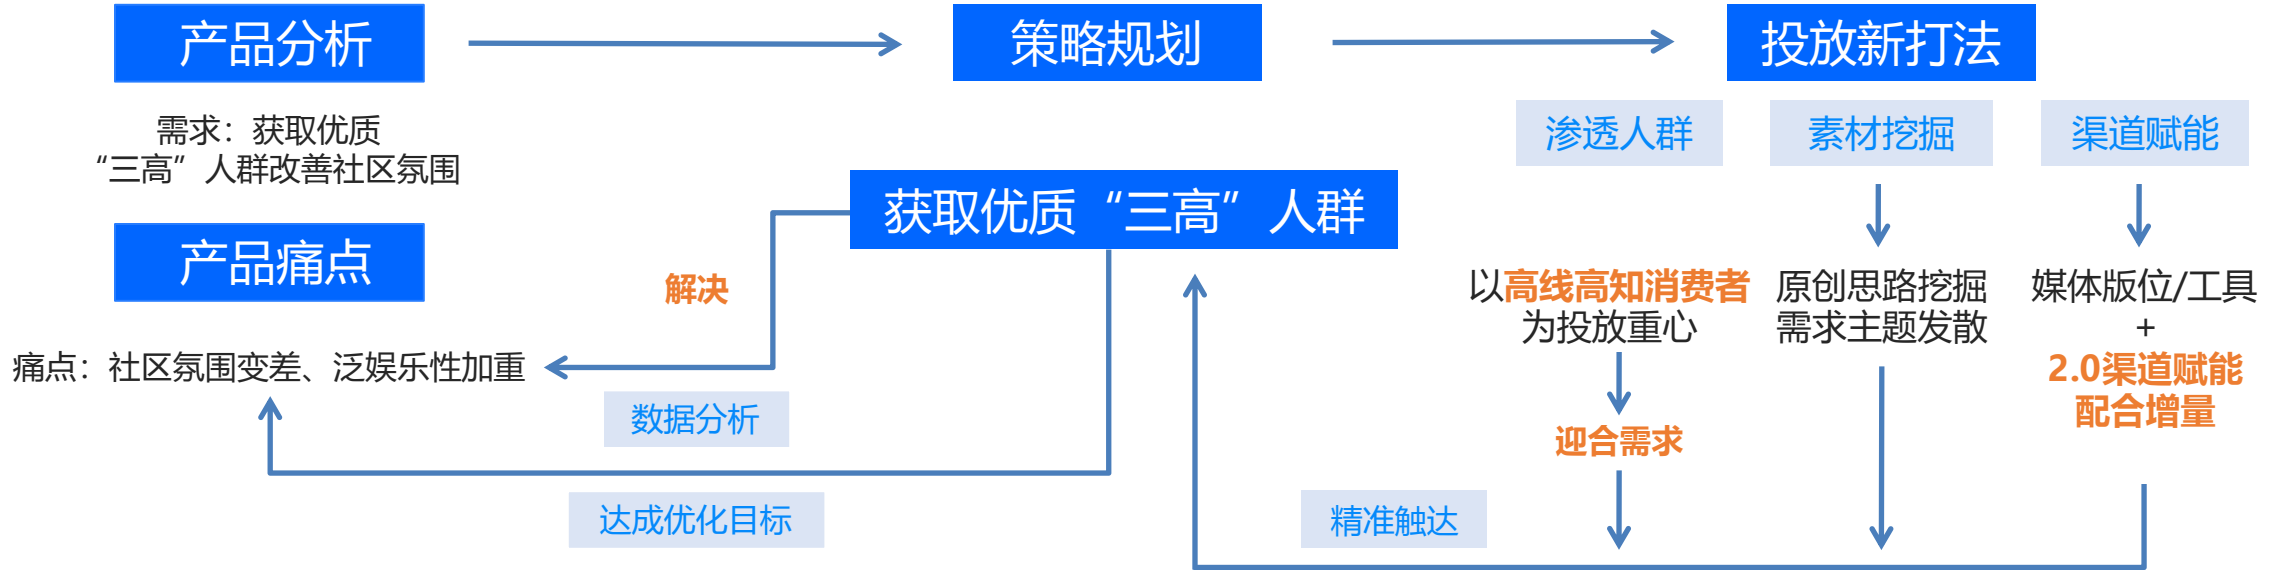 产品分析
策略规划
投放新打法
需求：获取优质
“三高”人群改善社区氛围
渗透人群
素材挖掘
渠道赋能
获取优质“三高”人群
产品痛点
解决
痛点：社区氛围变差、泛娱乐性加重
数据分析
达成优化目标
以高线高知消费者
为投放重心
迎合需求
原创思路挖掘
需求主题发散
媒体版位/工具
+
2.0渠道赋能
配合增量
精准触达